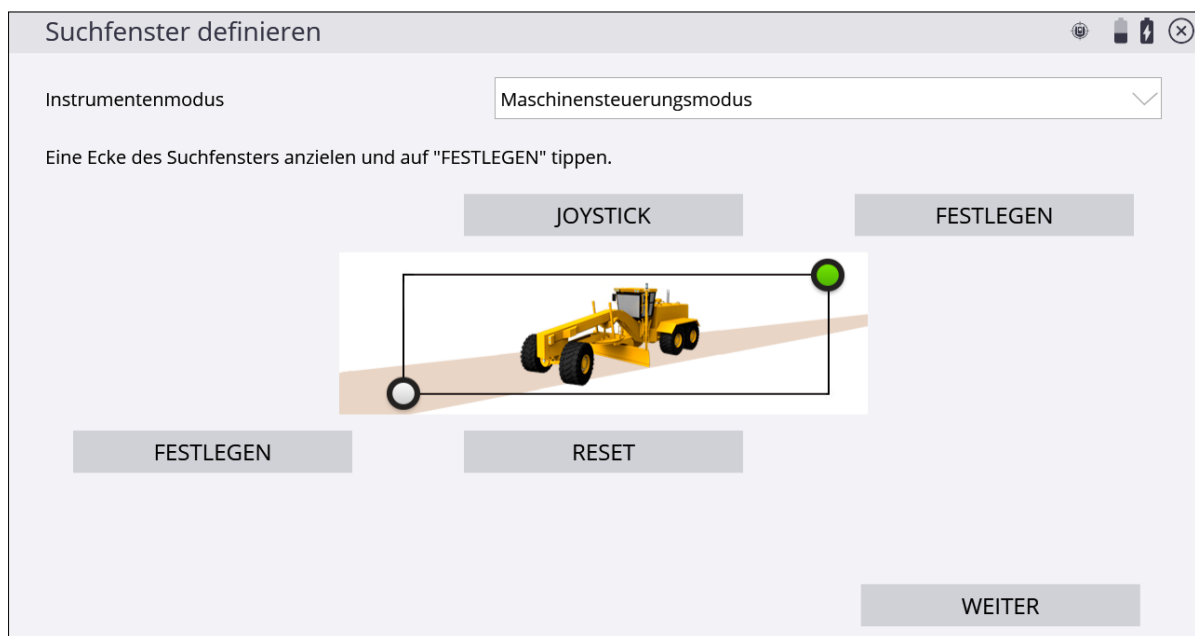 Suchfenster definieren
Instrumentenmodus
Maschinensteuerungsmodus
Eine Ecke des Suchfensters anzielen und auf "FESTLEGEN" tippen.
JOYSTICK
FESTLEGEN
FESTLEGEN
RESET
WEITER